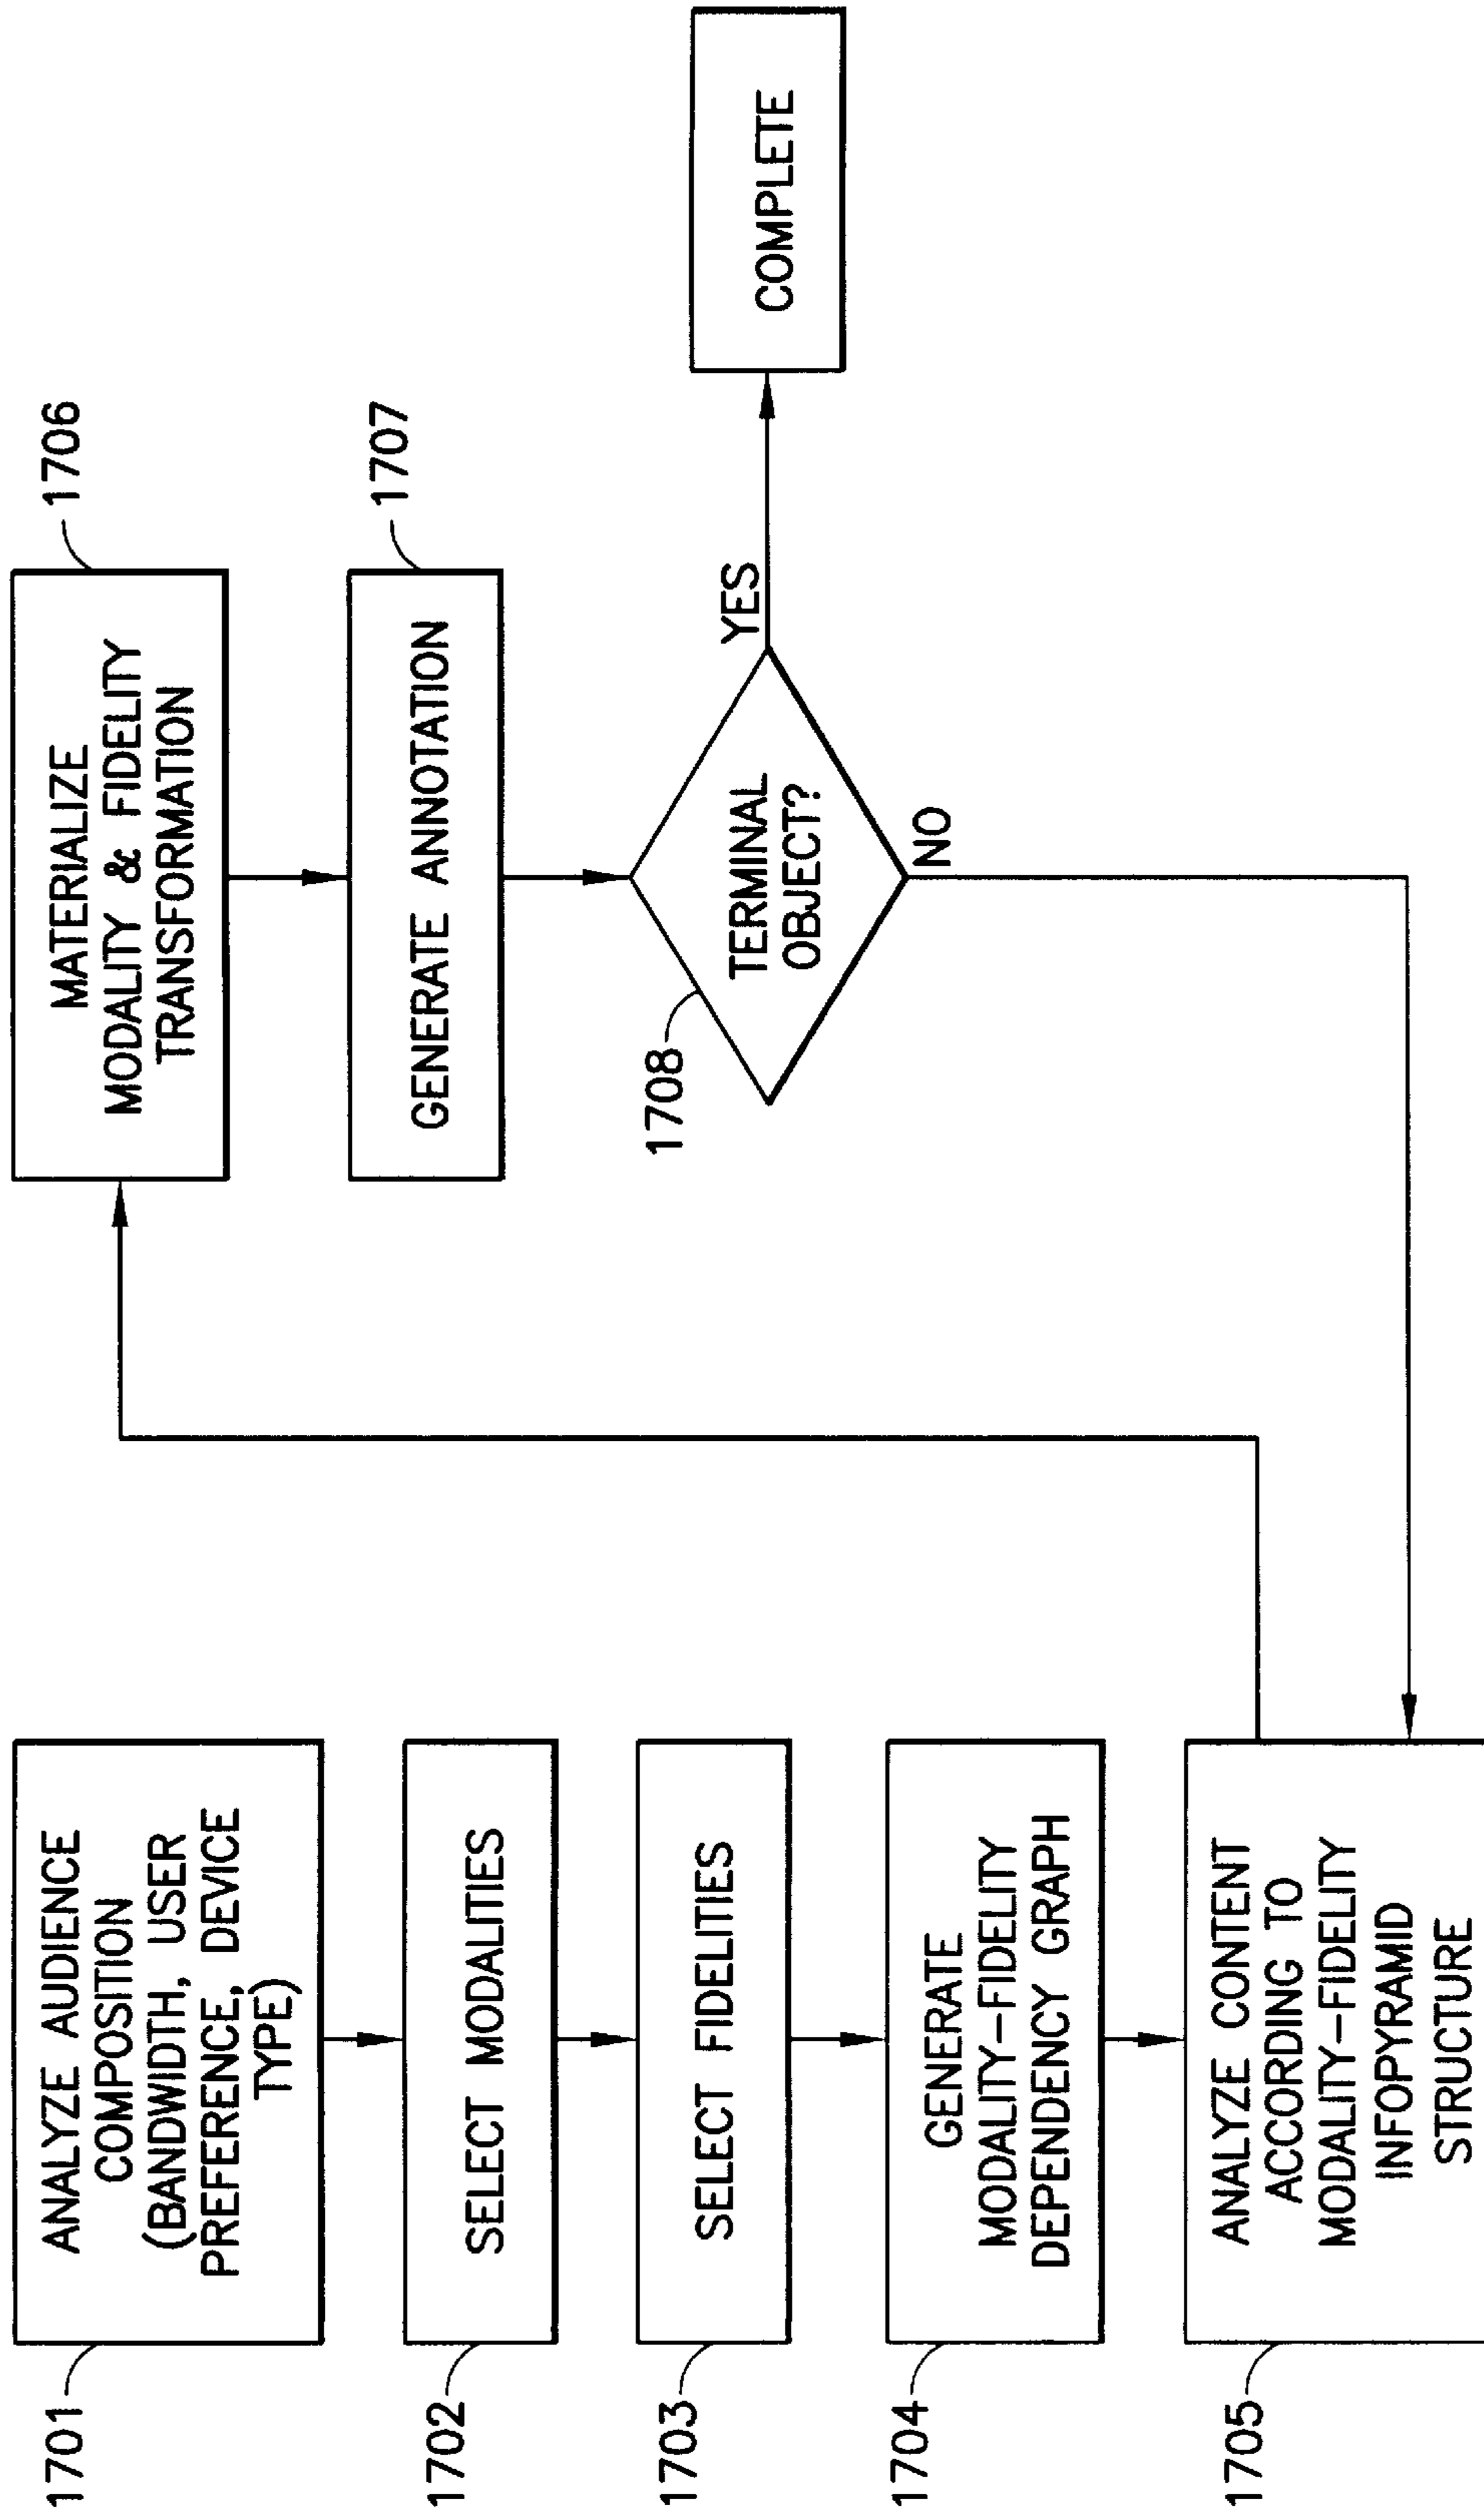 1701
ANALYZE AUDIENCE
COMPOSITION
(BANDWIDTH, USER
PREFERENCE, DEVICE
TYPE)
1702
SELECT MODALITIES
1703
SELECT FIDELITIES
1704
GENERATE
MODALITY-FIDELITY
DEPENDENCY GRAPH
1705
ANALYZE CONTENT
ACCORDING TO
MODALITY-FIDELITY
INFOPYRAMID
STRUCTURE
1706
MATERIALIZE
MODALITY & FIDELITY
TRANSFORMATION
1707
GENERATE ANNOTATION
1708
TERMINAL
OBJECT?
YES
NO
COMPLETE